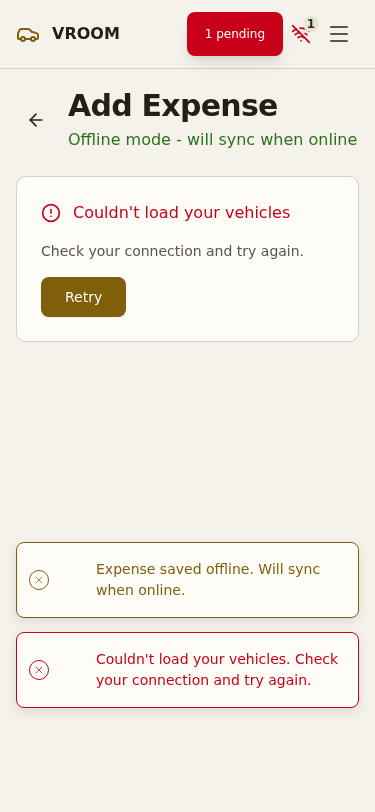 VROOM
1 pending
1
Add Expense
Offline mode - will sync when online
Couldn't load your vehicles
Check your connection and try again.
Retry
Expense saved offline. Will sync
when online.
Couldn't load your vehicles. Check
your connection and try again.